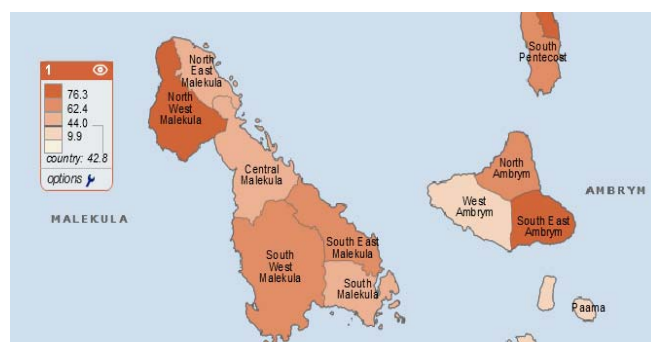 1
76.3
62.4
44.0
9.9
country: 42.8
options
MALEKULA
North
East
Malekula
North
West
Malekula
Central
Malekula
South
West
Malekula
South East
Malekula
South
Malekula
South
Pentecost
North
Ambrym
West
Ambrym
South East
Ambrym
AMBRYM
Paama